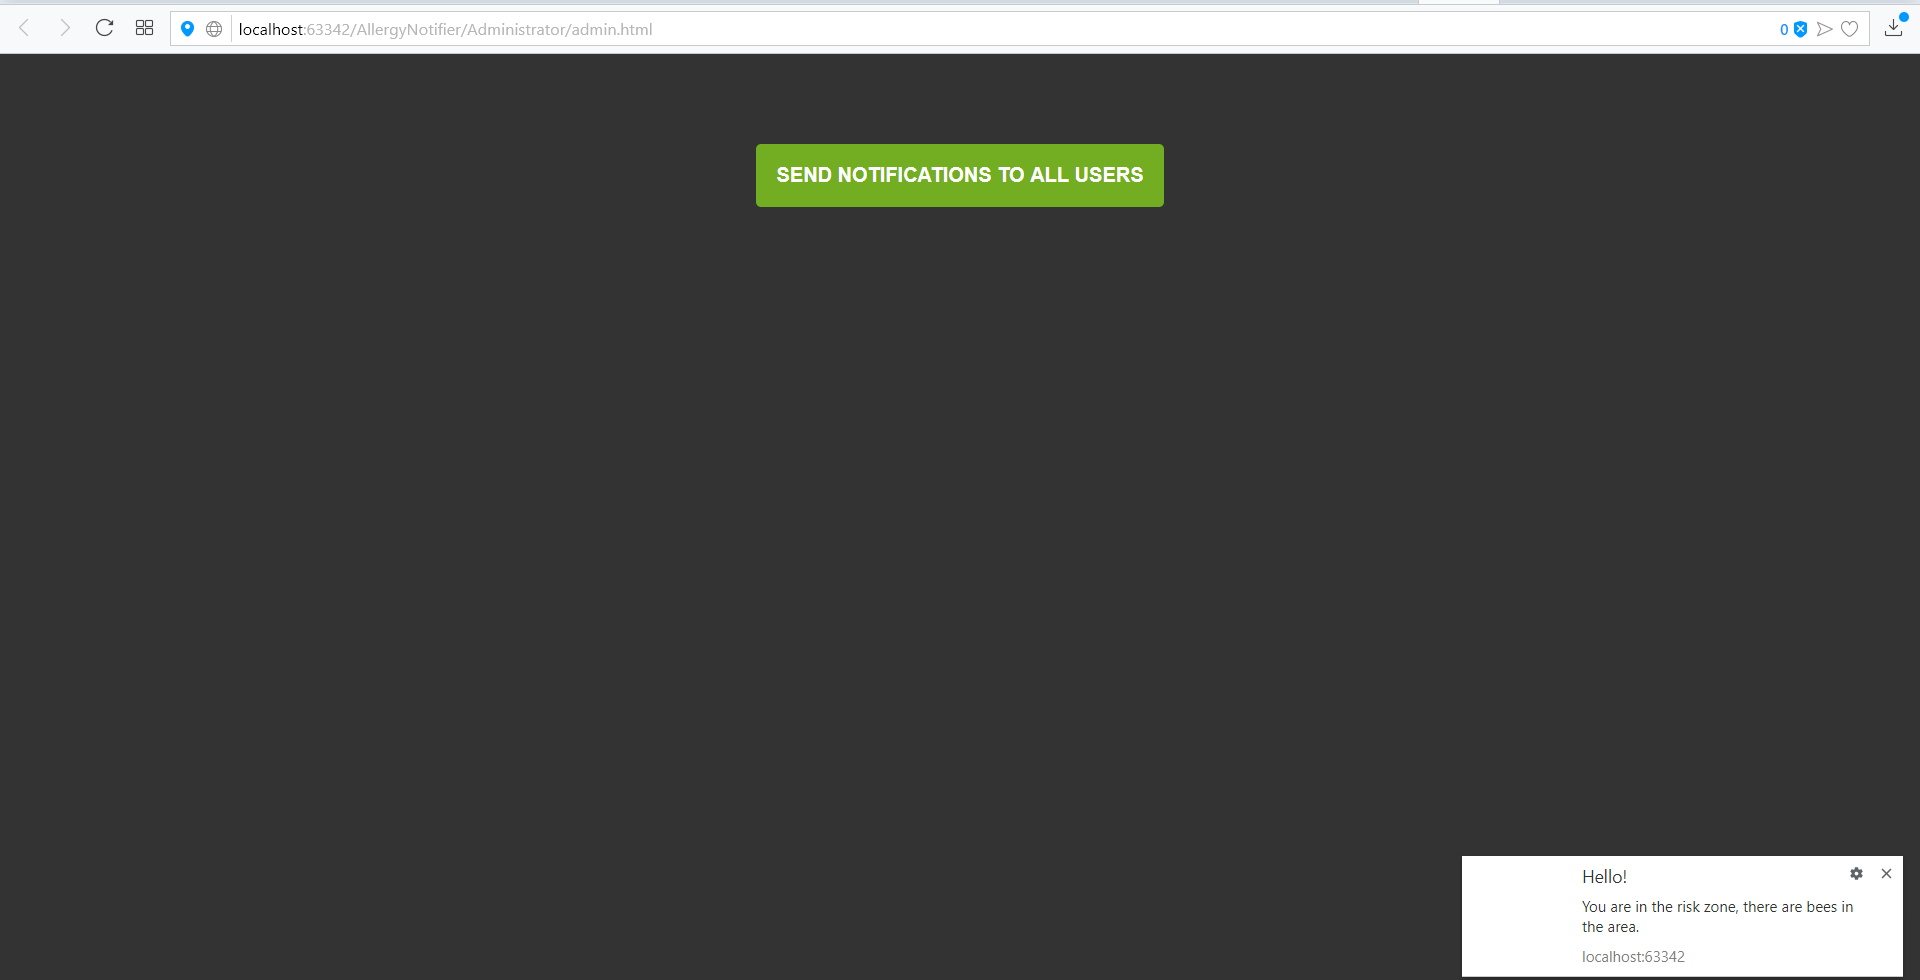 localhost:63342/AllergyNotifier/Administrator/admin.html
0
SEND NOTIFICATIONS TO ALL USERS
Hello!
You are in the risk zone, there are bees in
the area.
localhost:63342